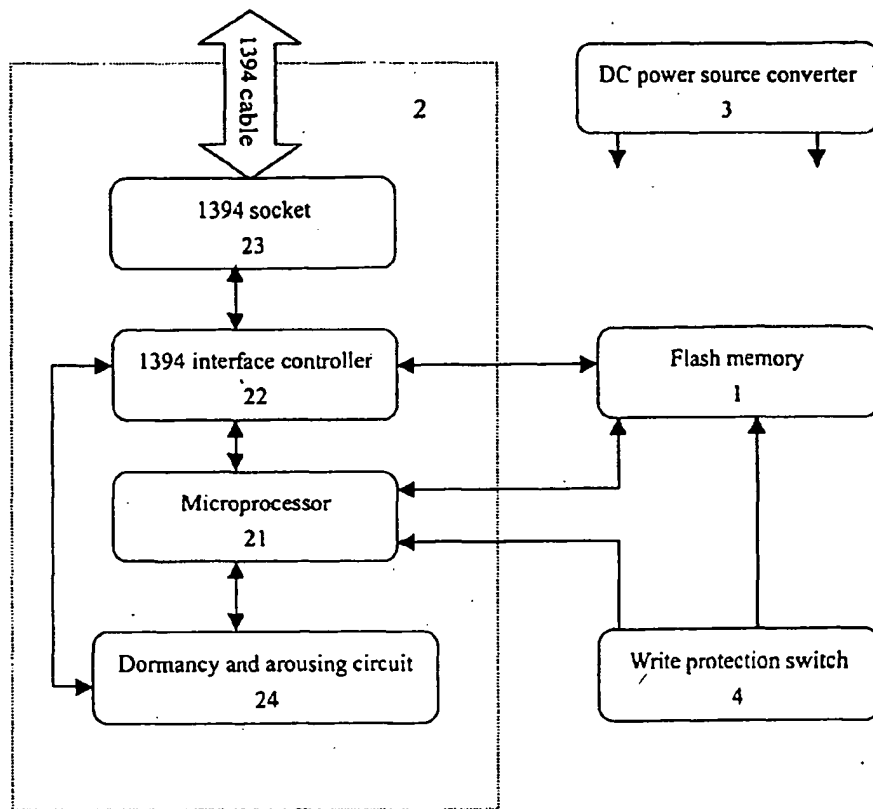 1394 cable
2
DC power source converter
3
1394 socket
23
1394 interface controller
22
Flash memory
1
Microprocessor
21
Dormancy and arousing circuit
24
Write protection switch
4